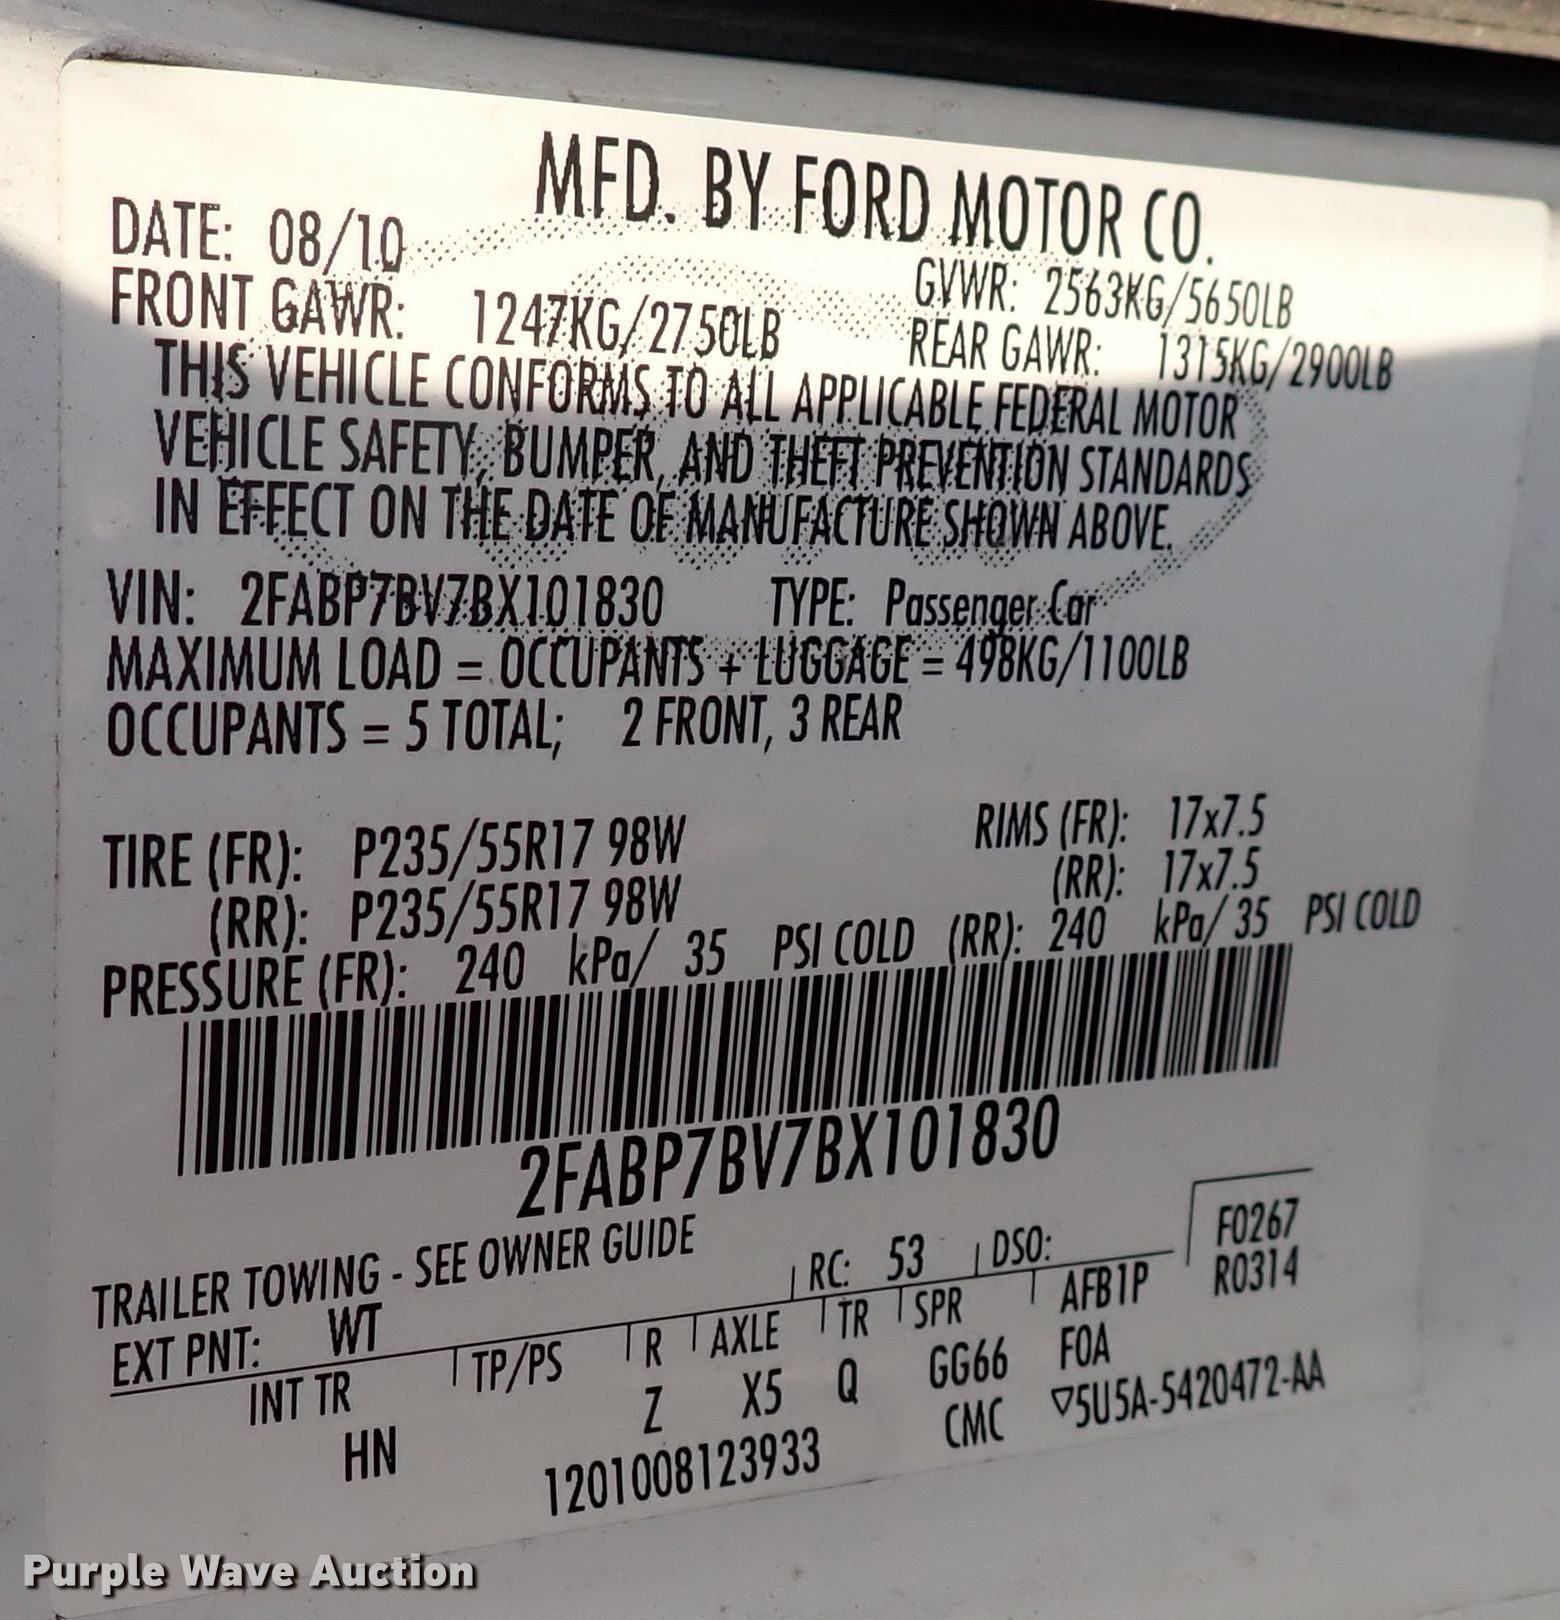 MFD. BY FORD MOTOR CO.
DATE: 08/10
GVWR: 2563KG/5650LB
FRONT GAWR: 1247KG/2750LB
REAR GAWR: 1315KG/2900LB
THIS VEHICLE CONFORMS TO ALL APPLICABLE FEDERAL MOTOR
VEHICLE SAFETY, BUMPER, AND THEFT PREVENTION STANDARDS
IN EFFECT ON THE DATE OF MANUFACTURE SHOWN ABOVE.
VIN: 2FABP7BV7BX101830 TYPE: Passenger Car
MAXIMUM LOAD = OCCUPANTS + LUGGAGE = 498KG/1100LB
OCCUPANTS = 5 TOTAL; 2 FRONT, 3 REAR
TIRE (FR): P235/55R17 98W RIMS (FR): 17x7.5
(RR): P235/55R17 98W (RR): 17x7.5
PRESSURE (FR): 240 kPa/ 35 PSI COLD (RR): 240 kPa/ 35 PSI COLD
2FABP7BV7BX101830
TRAILER TOWING - SEE OWNER GUIDE
F0267
EXT PNT: WT RC: 53 DSO: R0314
INT TR TP/PS R AXLE TR SPR AFB1P
HN Z X5 Q GG66 FOA
1201008123933 CMC ▽5U5A-5420472-AA
Purple Wave Auction